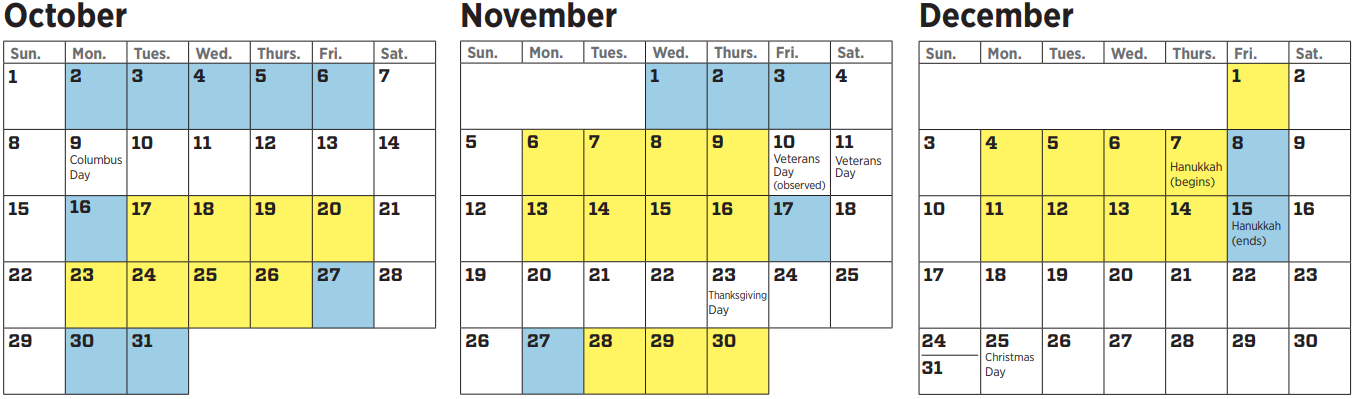 October
Sun. Mon. Tues. Wed. Thurs. Fri. Sat.
1 2 3 4 5 6 7
8 9 10 11 12 13 14
Columbus
Day
15 16 17 18 19 20 21
22 23 24 25 26 27 28
29 30 31
November
Sun. Mon. Tues. Wed. Thurs. Fri. Sat.
1 2 3 4
5 6 7 8 9 10 11
Veterans
Day
(observed)
Veterans
Day
12 13 14 15 16 17 18
19 20 21 22 23 24 25
Thanksgiving
Day
26 27 28 29 30
December
Sun. Mon. Tues. Wed. Thurs. Fri. Sat.
1 2
3 4 5 6 7 8 9
Hanukkah
(begins)
10 11 12 13 14 15 16
Hanukkah
(ends)
17 18 19 20 21 22 23
24 25 26 27 28 29 30
31
Christmas
Day